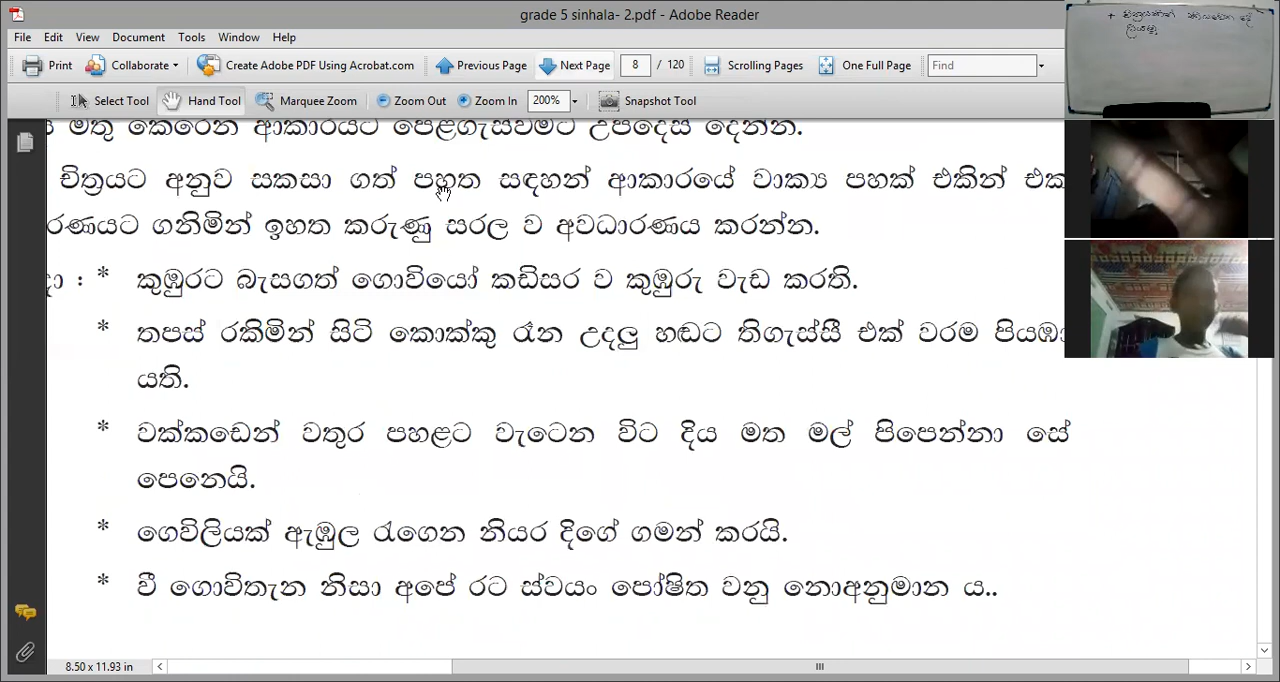 grade 5 sinhala- 2.pdf - Adobe Reader
File Edit View Document Tools Window Help
Print Collaborate Create Adobe PDF Using Acrobat.com Previous Page Next Page 8 / 120 Scrolling Pages One Full Page Find
Select Tool Hand Tool Marquee Zoom Zoom Out Zoom In 200% Snapshot Tool
මතු කෙරෙන ආකාරයට පෙළගැස්වීමට උපදෙස් දෙන්න.
චිත්‍රයට අනුව සකසා ගත් පහත සඳහන් ආකාරයේ වාක්‍ය පහක් එකින් එක
ගනිමින් ඉහත කරුණු සරල ව අවධාරණය කරන්න.
: * කුඹුරට බැසගත් ගොවියෝ කඩිසර ව කුඹුරු වැඩ කරති.
* තපස් රකිමින් සිටි කොක්කු රෑන උදලු හඬට තිගැස්සී එක් වරම
යති.
* වක්කඩෙන් වතුර පහළට වැටෙන විට දිය මත මල් පිපෙන්නා සේ
පෙනෙයි.
* ගෙවිලියක් ඇඹුල රැගෙන නියර දිගේ ගමන් කරයි.
* වී ගොවිතැන නිසා අපේ රට ස්වයං පෝෂිත වනු නොඅනුමාන ය..
8.50 x 11.93 in